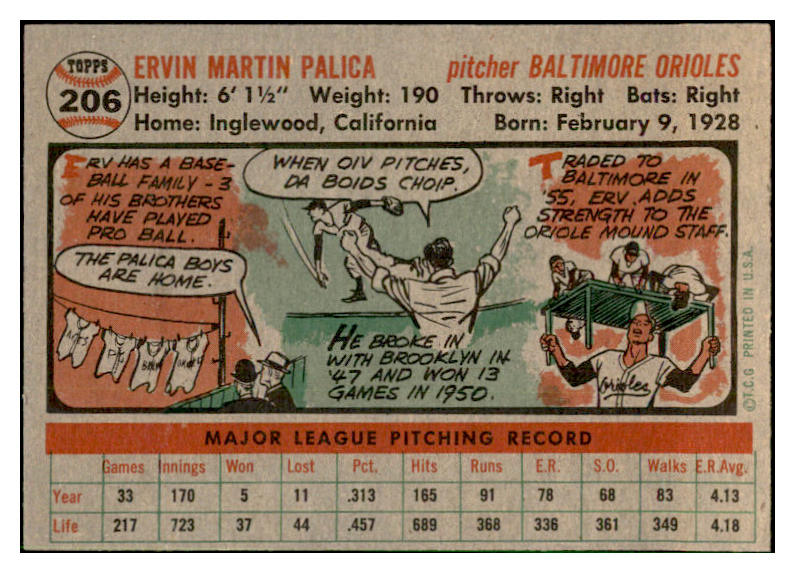 TOPPS
206
ERVIN MARTIN PALICA pitcher BALTIMORE ORIOLES
Height: 6' 1½" Weight: 190 Throws: Right Bats: Right
Home: Inglewood, California Born: February 9, 1928
ERV HAS A BASE-
BALL FAMILY - 3
OF HIS BROTHERS
HAVE PLAYED
PRO BALL.
THE PALICA BOYS
ARE HOME.
WHEN OIV PITCHES,
DA BOIDS CHOIP.
HE BROKE IN
WITH BROOKLYN IN
'47 AND WON 13
GAMES IN 1950.
TRADED TO
BALTIMORE IN
'55, ERV ADDS
STRENGTH TO THE
ORIOLE MOUND STAFF.
Orioles
©T.C.G. PRINTED IN U.S.A.
MAJOR LEAGUE PITCHING RECORD
Games Innings Won Lost Pct. Hits Runs E.R. S.O. Walks E.R.Avg.
Year 33 170 5 11 .313 165 91 78 68 83 4.13
Life 217 723 37 44 .457 689 368 336 361 349 4.18